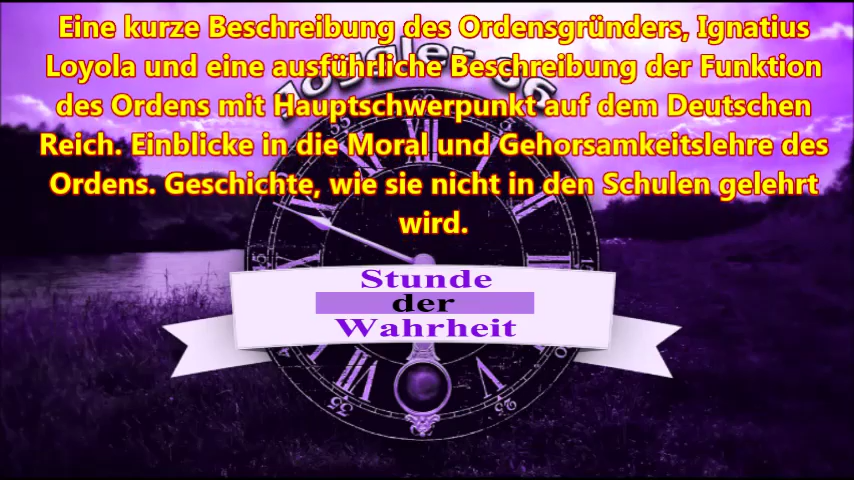 Eine kurze Beschreibung des Ordensgründers, Ignatius
Loyola und eine ausführliche Beschreibung der Funktion
des Ordens mit Hauptschwerpunkt auf dem Deutschen
Reich. Einblicke in die Moral und Gehorsamkeitslehre des
Ordens. Geschichte, wie sie nicht in den Schulen gelehrt
wird.
XII
Stunde
der
Wahrheit